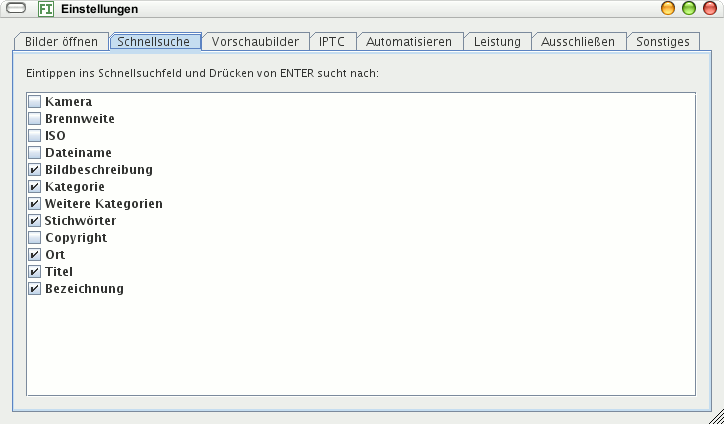 FI Einstellungen
Bilder öffnen Schnellsuche Vorschaubilder IPTC Automatisieren Leistung Ausschließen Sonstiges
Eintippen ins Schnellsuchfeld und Drücken von ENTER sucht nach:
Kamera
Brennweite
ISO
Dateiname
Bildbeschreibung
Kategorie
Weitere Kategorien
Stichwörter
Copyright
Ort
Titel
Bezeichnung